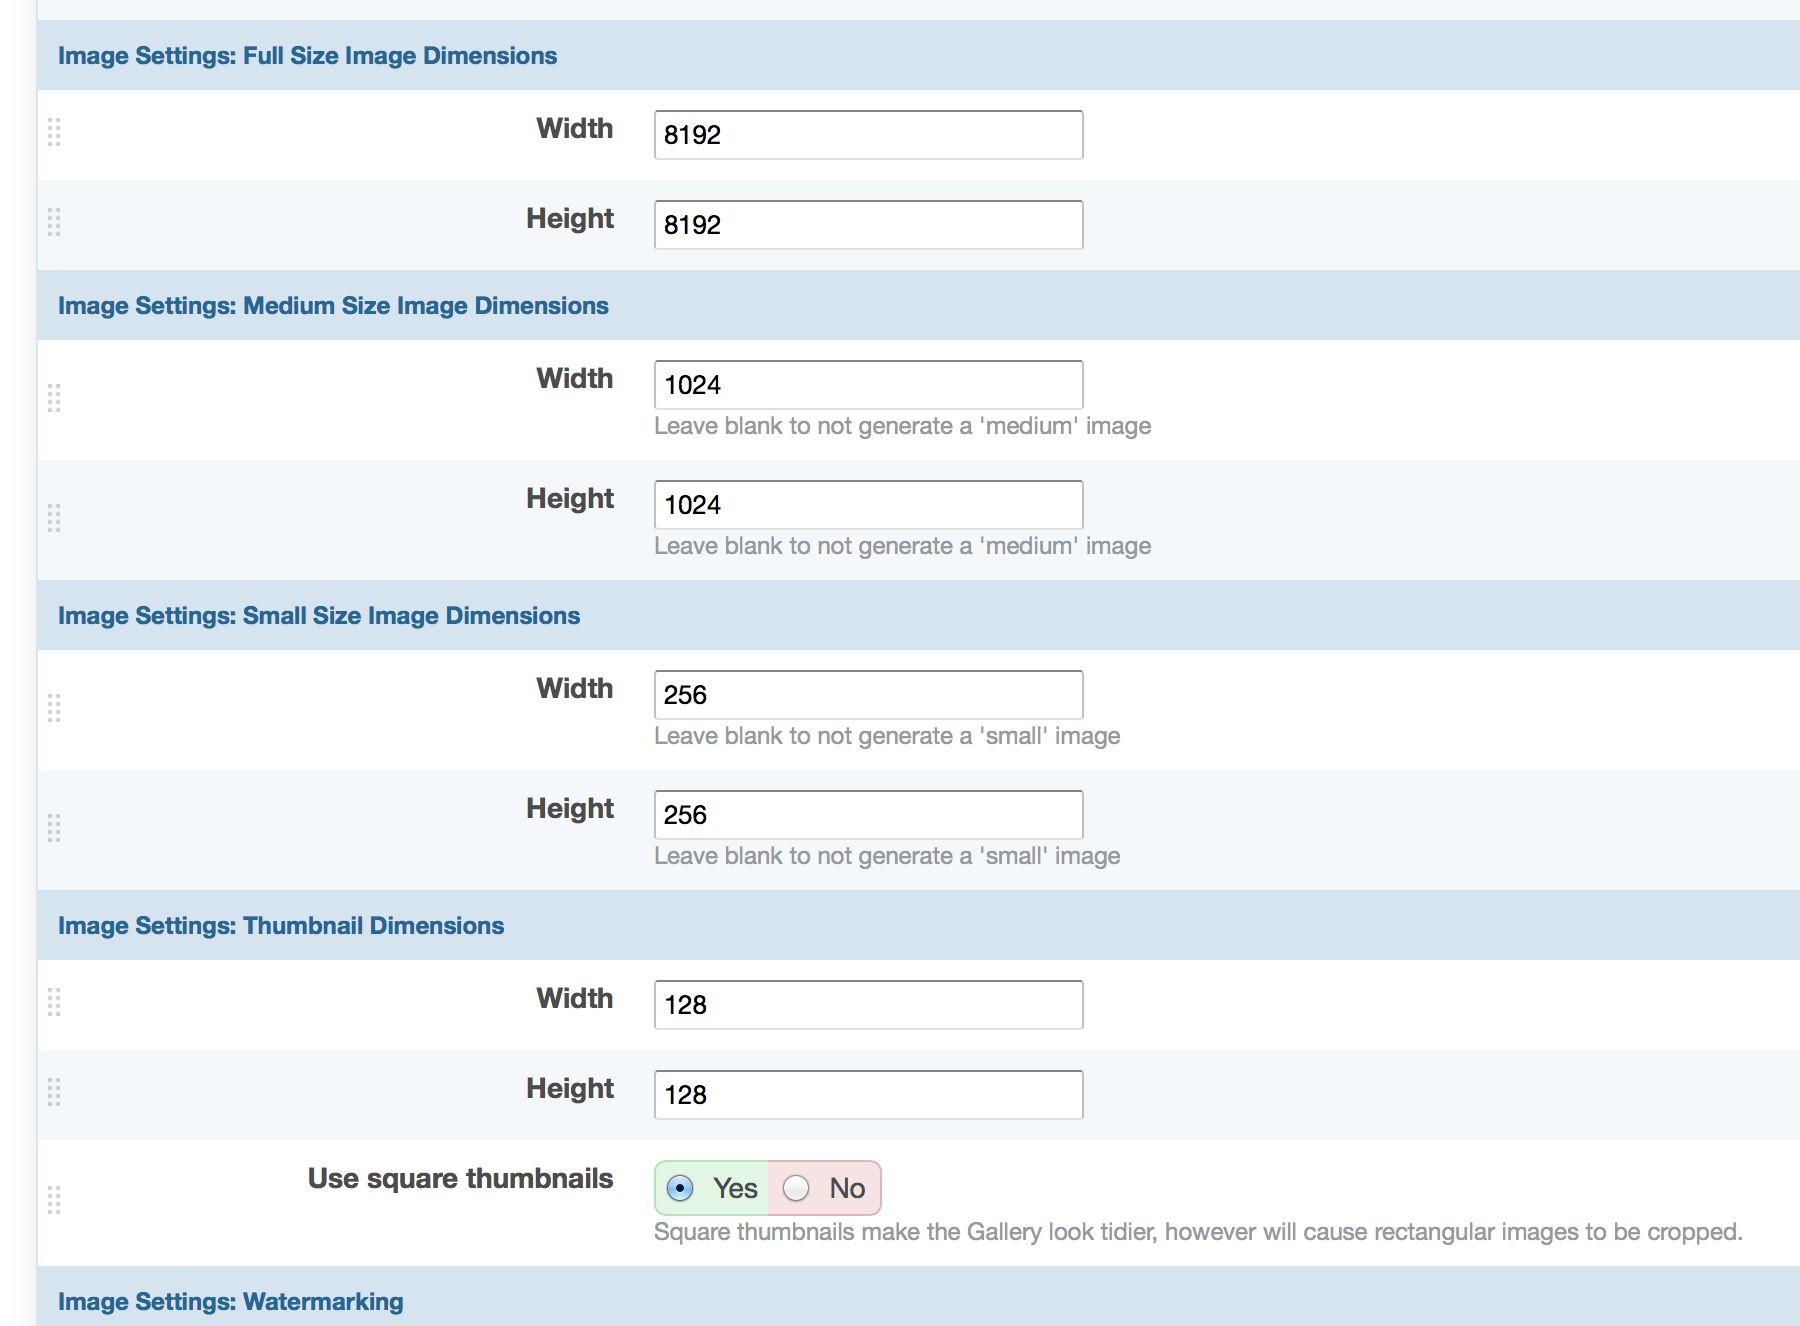 Image Settings: Full Size Image Dimensions
Width 8192
Height 8192
Image Settings: Medium Size Image Dimensions
Width 1024
Leave blank to not generate a 'medium' image
Height 1024
Leave blank to not generate a 'medium' image
Image Settings: Small Size Image Dimensions
Width 256
Leave blank to not generate a 'small' image
Height 256
Leave blank to not generate a 'small' image
Image Settings: Thumbnail Dimensions
Width 128
Height 128
Use square thumbnails Yes No
Square thumbnails make the Gallery look tidier, however will cause rectangular images to be cropped.
Image Settings: Watermarking